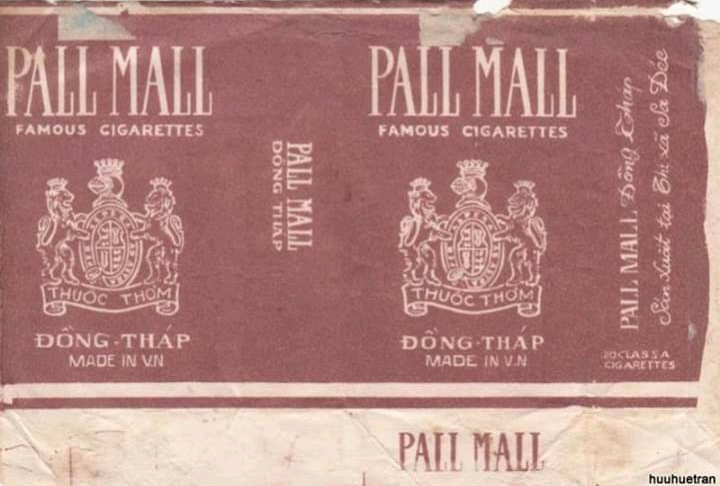 PALL MALL
FAMOUS CIGARETTES
THUỐC THƠM
ĐỒNG-THÁP
MADE IN V.N
PALL MALL
ĐỒNG THÁP
PALL MALL
FAMOUS CIGARETTES
THUỐC THƠM
ĐỒNG-THÁP
MADE IN V.N
PALL MALL Đồng Tháp
Sản xuất tại Thị xã Sa Đéc
20 CLASS A
CIGARETTES
PALL MALL
huuhuetran